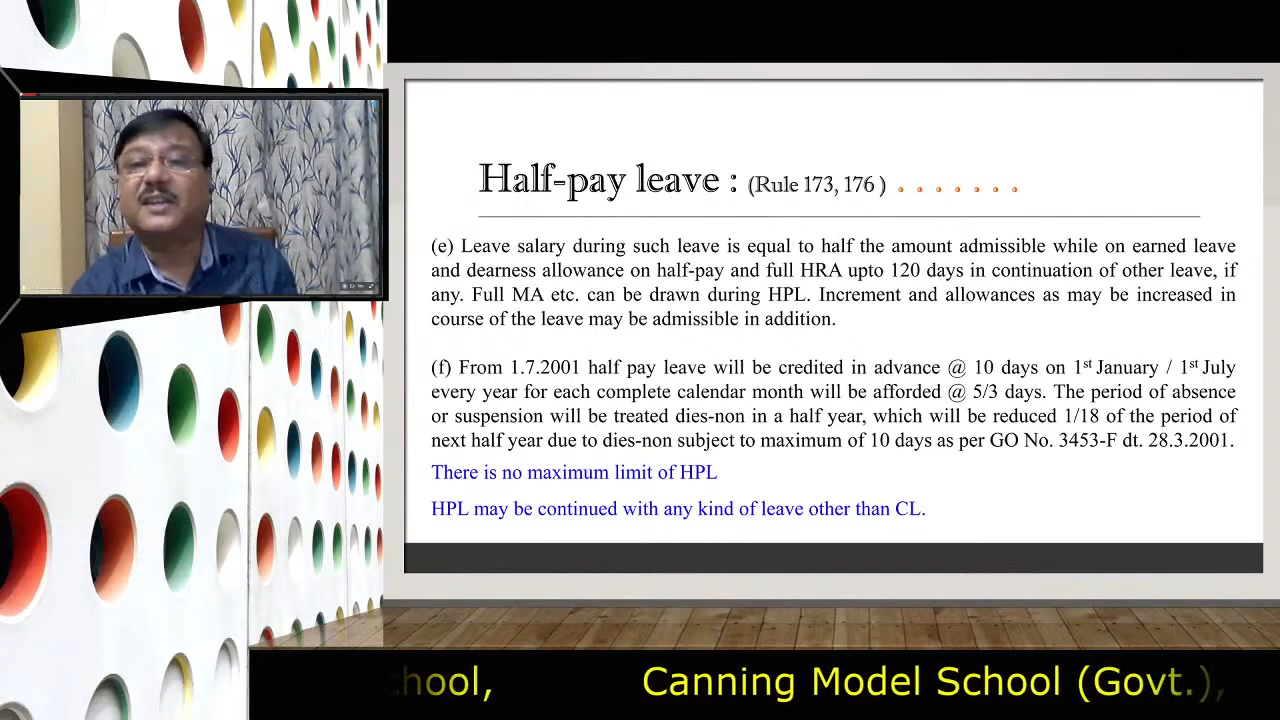 Half-pay leave : (Rule 173, 176 ) . . . . . . .
(e) Leave salary during such leave is equal to half the amount admissible while on earned leave
and dearness allowance on half-pay and full HRA upto 120 days in continuation of other leave, if
any. Full MA etc. can be drawn during HPL. Increment and allowances as may be increased in
course of the leave may be admissible in addition.
(f) From 1.7.2001 half pay leave will be credited in advance @ 10 days on 1st January / 1st July
every year for each complete calendar month will be afforded @ 5/3 days. The period of absence
or suspension will be treated dies-non in a half year, which will be reduced 1/18 of the period of
next half year due to dies-non subject to maximum of 10 days as per GO No. 3453-F dt. 28.3.2001.
There is no maximum limit of HPL
HPL may be continued with any kind of leave other than CL.
chool, Canning Model School (Govt.),